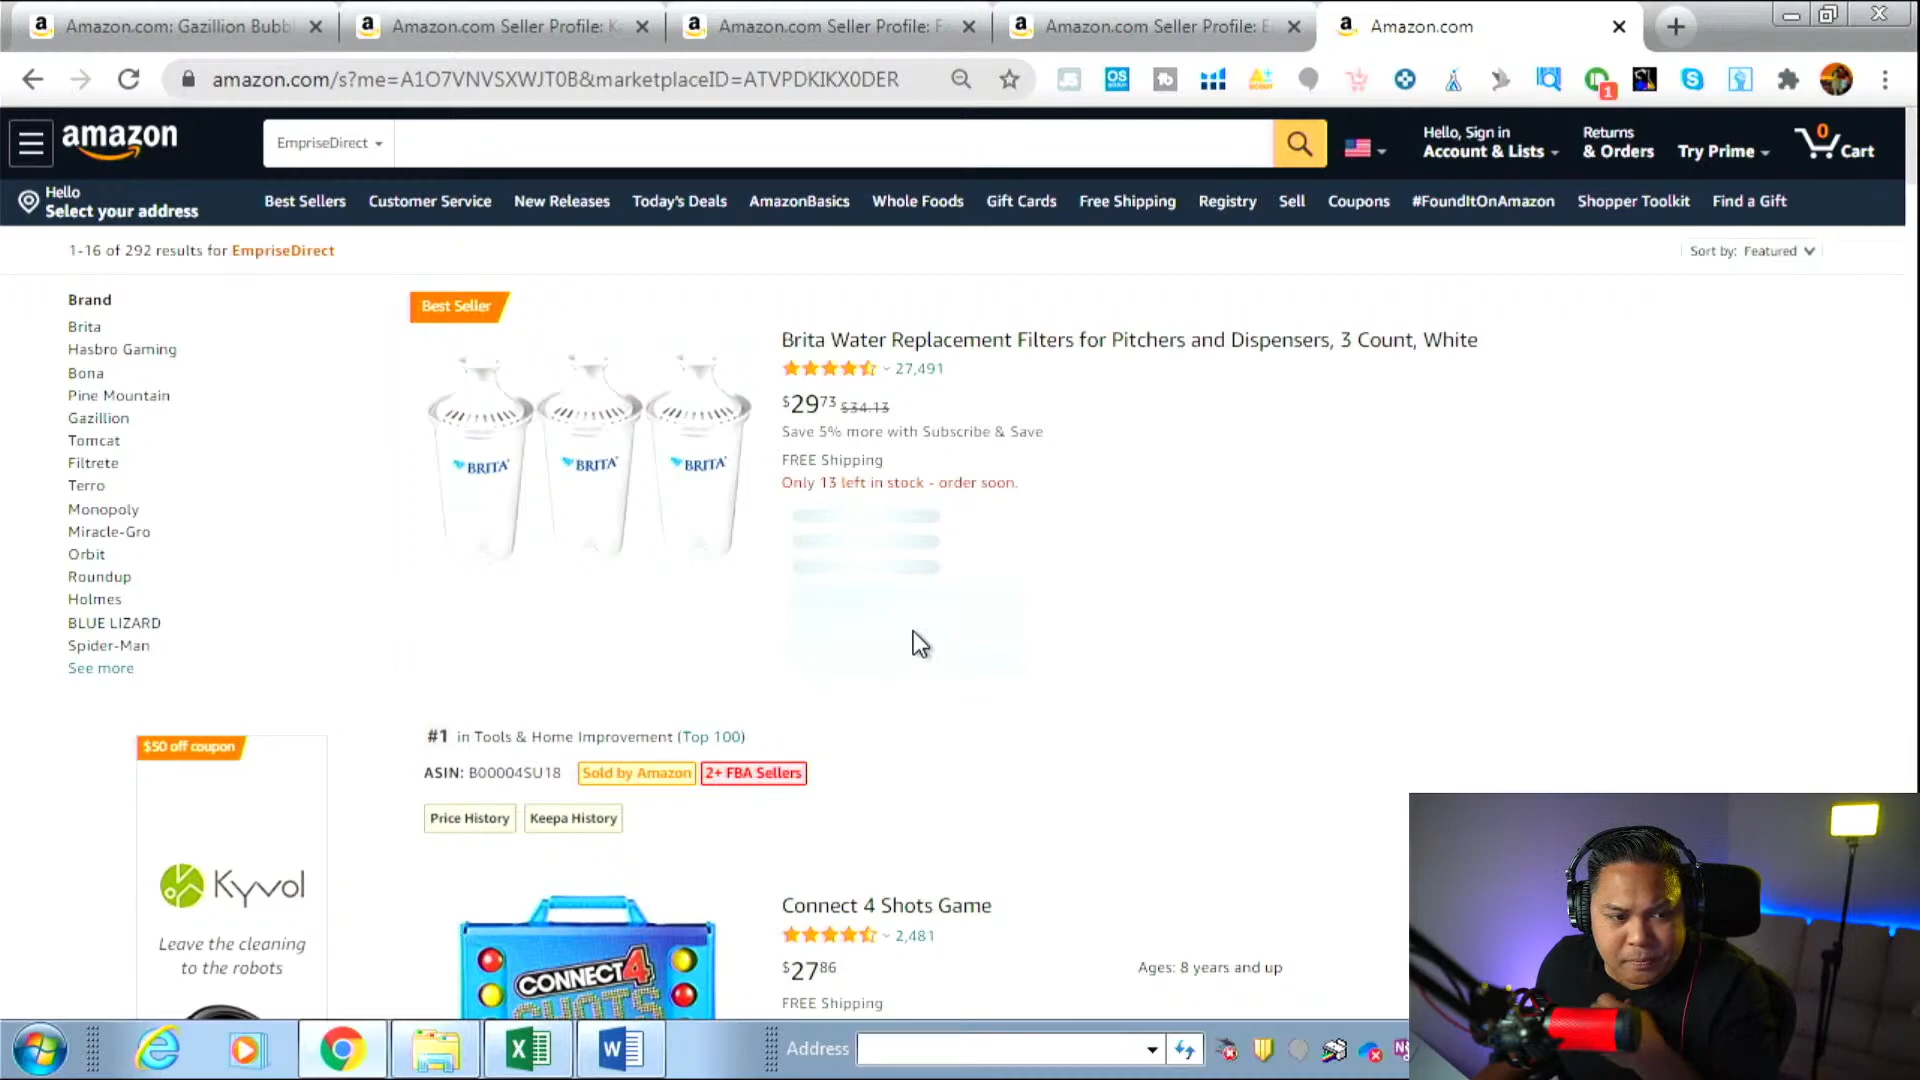 Amazon.com: Gazillion Bubbl
Amazon.com Seller Profile: K
Amazon.com Seller Profile: F
Amazon.com Seller Profile: E
Amazon.com
amazon.com/s?me=A1O7VNVSXWJT0B&marketplaceID=ATVPDKIKX0DER
JS
OS
1
amazon
EmpriseDirect
Hello, Sign in
Account & Lists
Returns
& Orders
Try Prime
0
Cart
Hello
Select your address
Best Sellers
Customer Service
New Releases
Today's Deals
AmazonBasics
Whole Foods
Gift Cards
Free Shipping
Registry
Sell
Coupons
#FoundItOnAmazon
Shopper Toolkit
Find a Gift
1-16 of 292 results for EmpriseDirect
Sort by: Featured
Brand
Brita
Hasbro Gaming
Bona
Pine Mountain
Gazillion
Tomcat
Filtrete
Terro
Monopoly
Miracle-Gro
Orbit
Roundup
Holmes
BLUE LIZARD
Spider-Man
See more
Best Seller
BRITA
BRITA
BRITA
Brita Water Replacement Filters for Pitchers and Dispensers, 3 Count, White
27,491
$29.73 $34.13
Save 5% more with Subscribe & Save
FREE Shipping
Only 13 left in stock - order soon.
#1 in Tools & Home Improvement (Top 100)
ASIN: B00004SU18 Sold by Amazon 2+ FBA Sellers
Price History Keepa History
$50 off coupon
Kyvol
Leave the cleaning
to the robots
CONNECT 4
SHOTS
Connect 4 Shots Game
2,481
$27.86
Ages: 8 years and up
FREE Shipping
Address